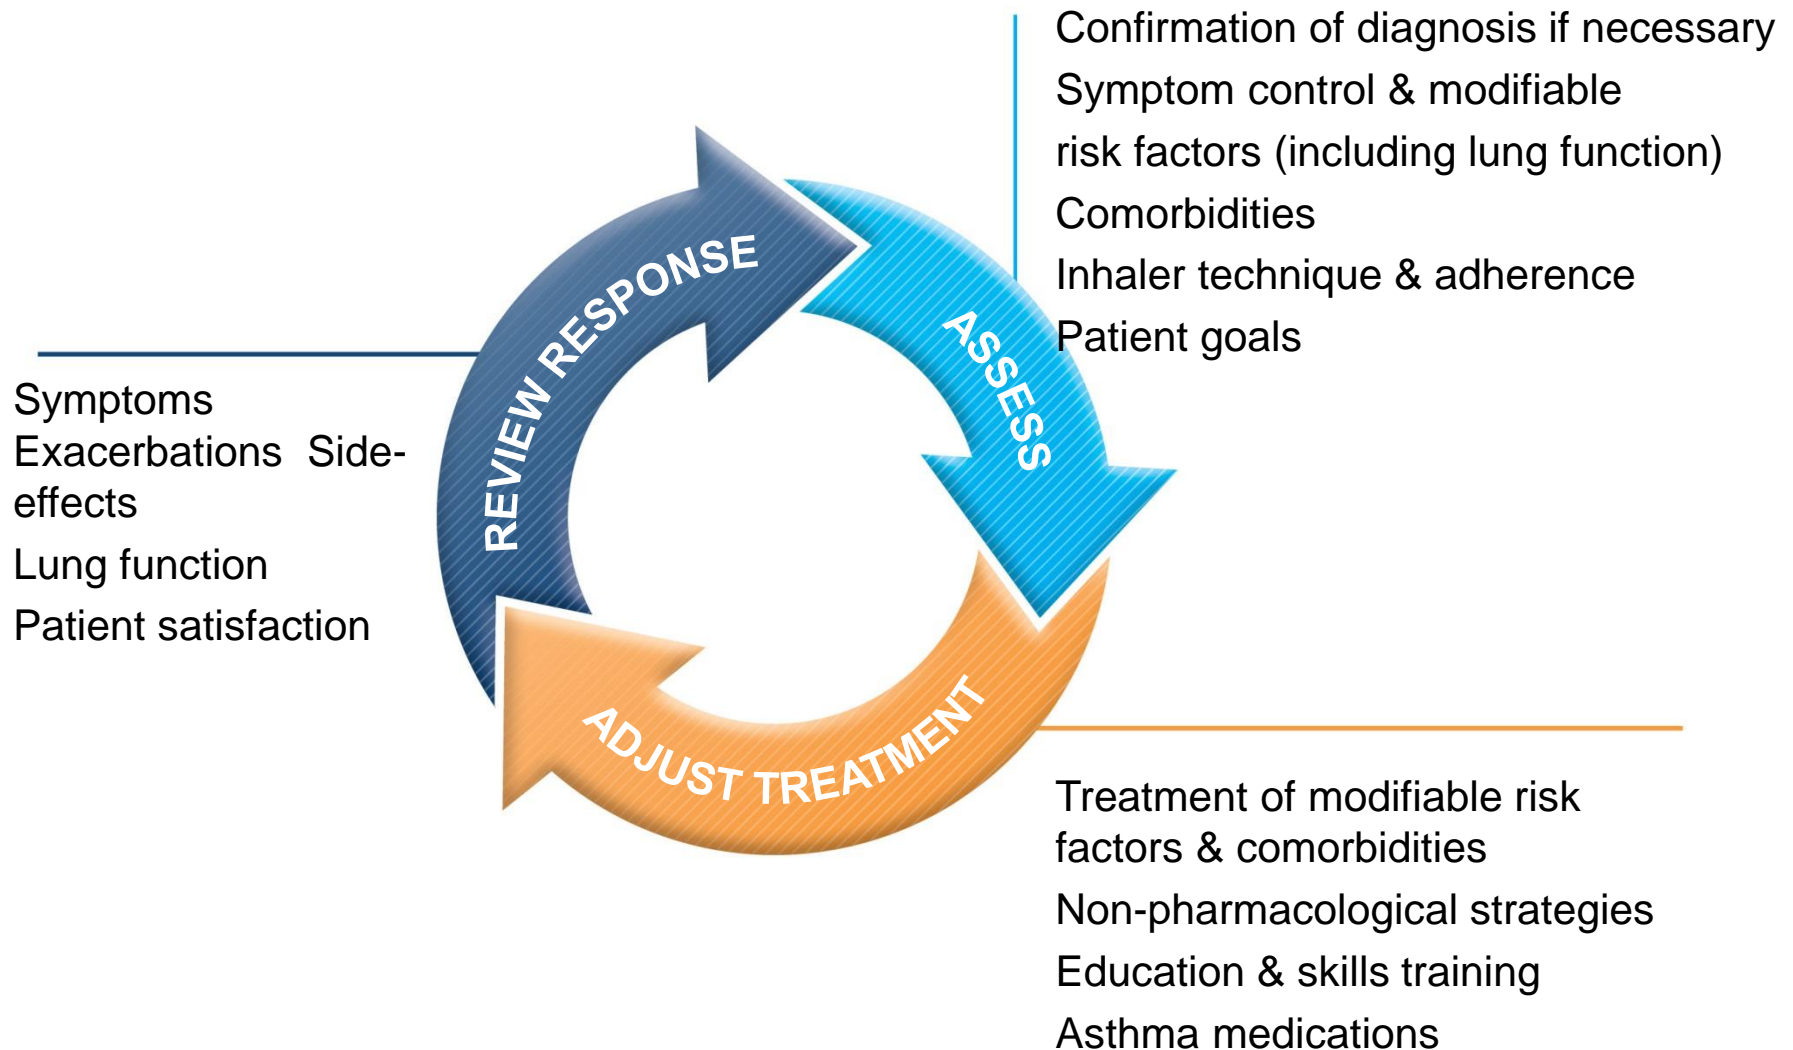 Confirmation of diagnosis if necessary
Symptom control & modifiable
risk factors (including lung function)
Comorbidities
Inhaler technique & adherence
Patient goals
REVIEW RESPONSE
ASSESS
ADJUST TREATMENT
Symptoms
Exacerbations Side-
effects
Lung function
Patient satisfaction
Treatment of modifiable risk
factors & comorbidities
Non-pharmacological strategies
Education & skills training
Asthma medications